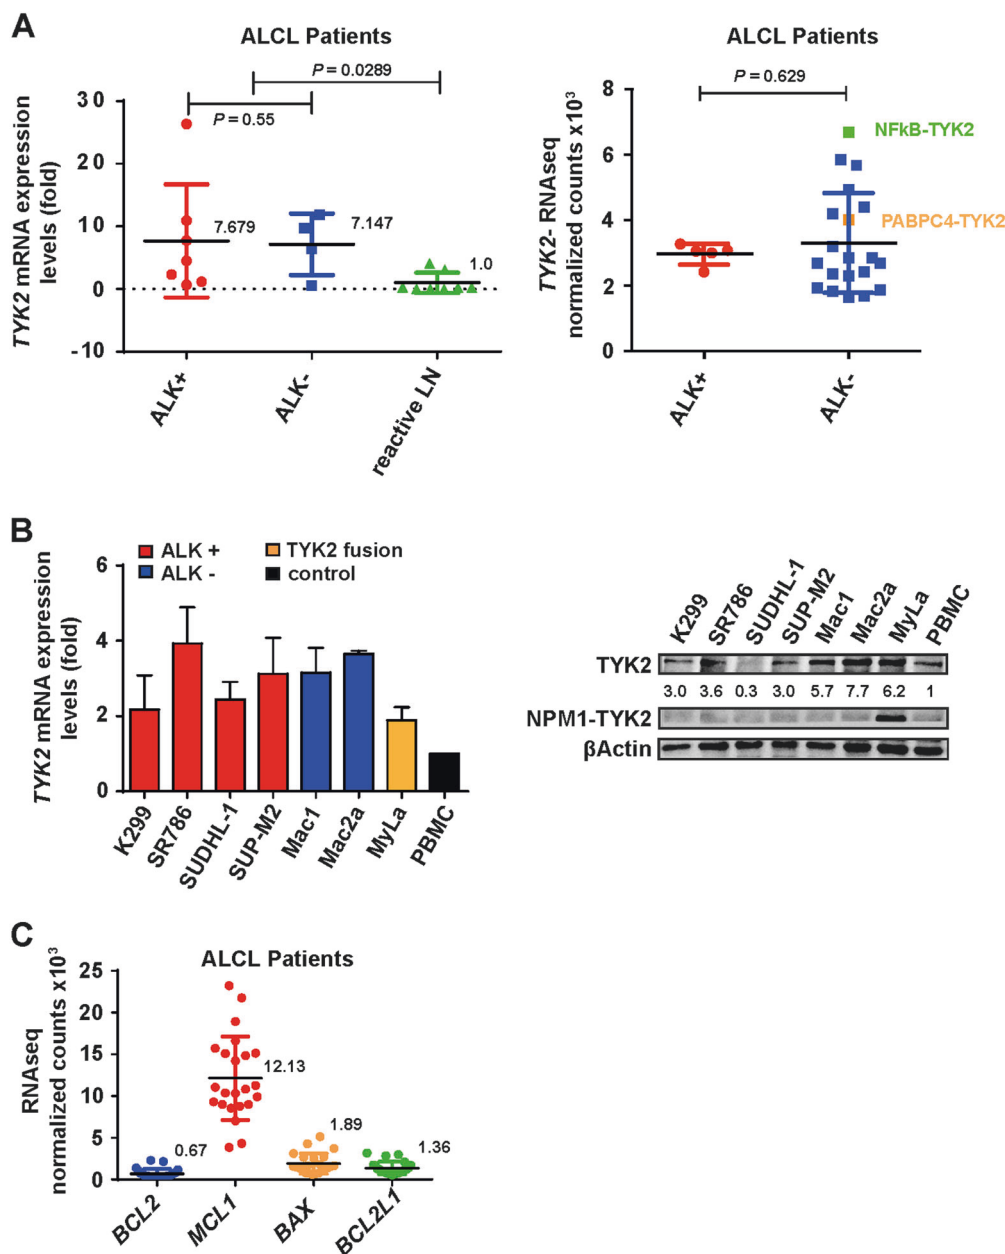 A
ALCL Patients
P = 0.0289
P = 0.55
TYK2 mRNA expression
levels (fold)
30
20
10
0
-10
7.679
7.147
1.0
ALK+
ALK-
reactive LN
ALCL Patients
P = 0.629
TYK2- RNAseq
normalized counts x10³
8
6
4
2
0
NFkB-TYK2
PABPC4-TYK2
ALK+
ALK-
B
ALK +
ALK -
TYK2 fusion
control
TYK2 mRNA expression
levels (fold)
6
4
2
0
K299
SR786
SUDHL-1
SUP-M2
Mac1
Mac2a
MyLa
PBMC
K299
SR786
SUDHL-1
SUP-M2
Mac1
Mac2a
MyLa
PBMC
TYK2
3.0 3.6 0.3 3.0 5.7 7.7 6.2 1
NPM1-TYK2
βActin
C
ALCL Patients
RNAseq
normalized counts x10³
25
20
15
10
5
0
0.67
12.13
1.89
1.36
BCL2
MCL1
BAX
BCL2L1